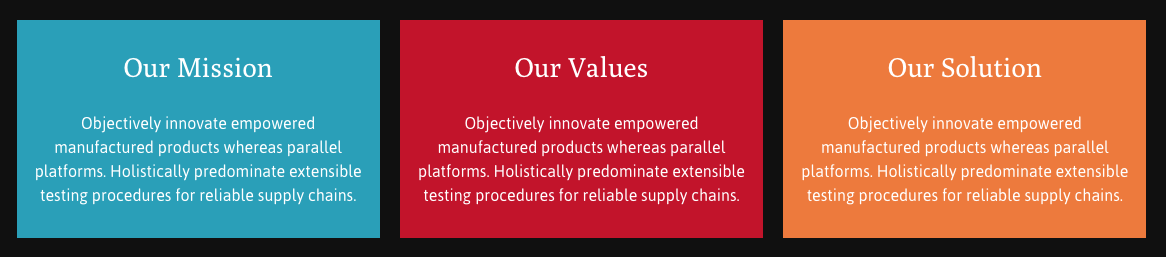 Our Mission
Objectively innovate empowered
manufactured products whereas parallel
platforms. Holistically predominate extensible
testing procedures for reliable supply chains.
Our Values
Objectively innovate empowered
manufactured products whereas parallel
platforms. Holistically predominate extensible
testing procedures for reliable supply chains.
Our Solution
Objectively innovate empowered
manufactured products whereas parallel
platforms. Holistically predominate extensible
testing procedures for reliable supply chains.